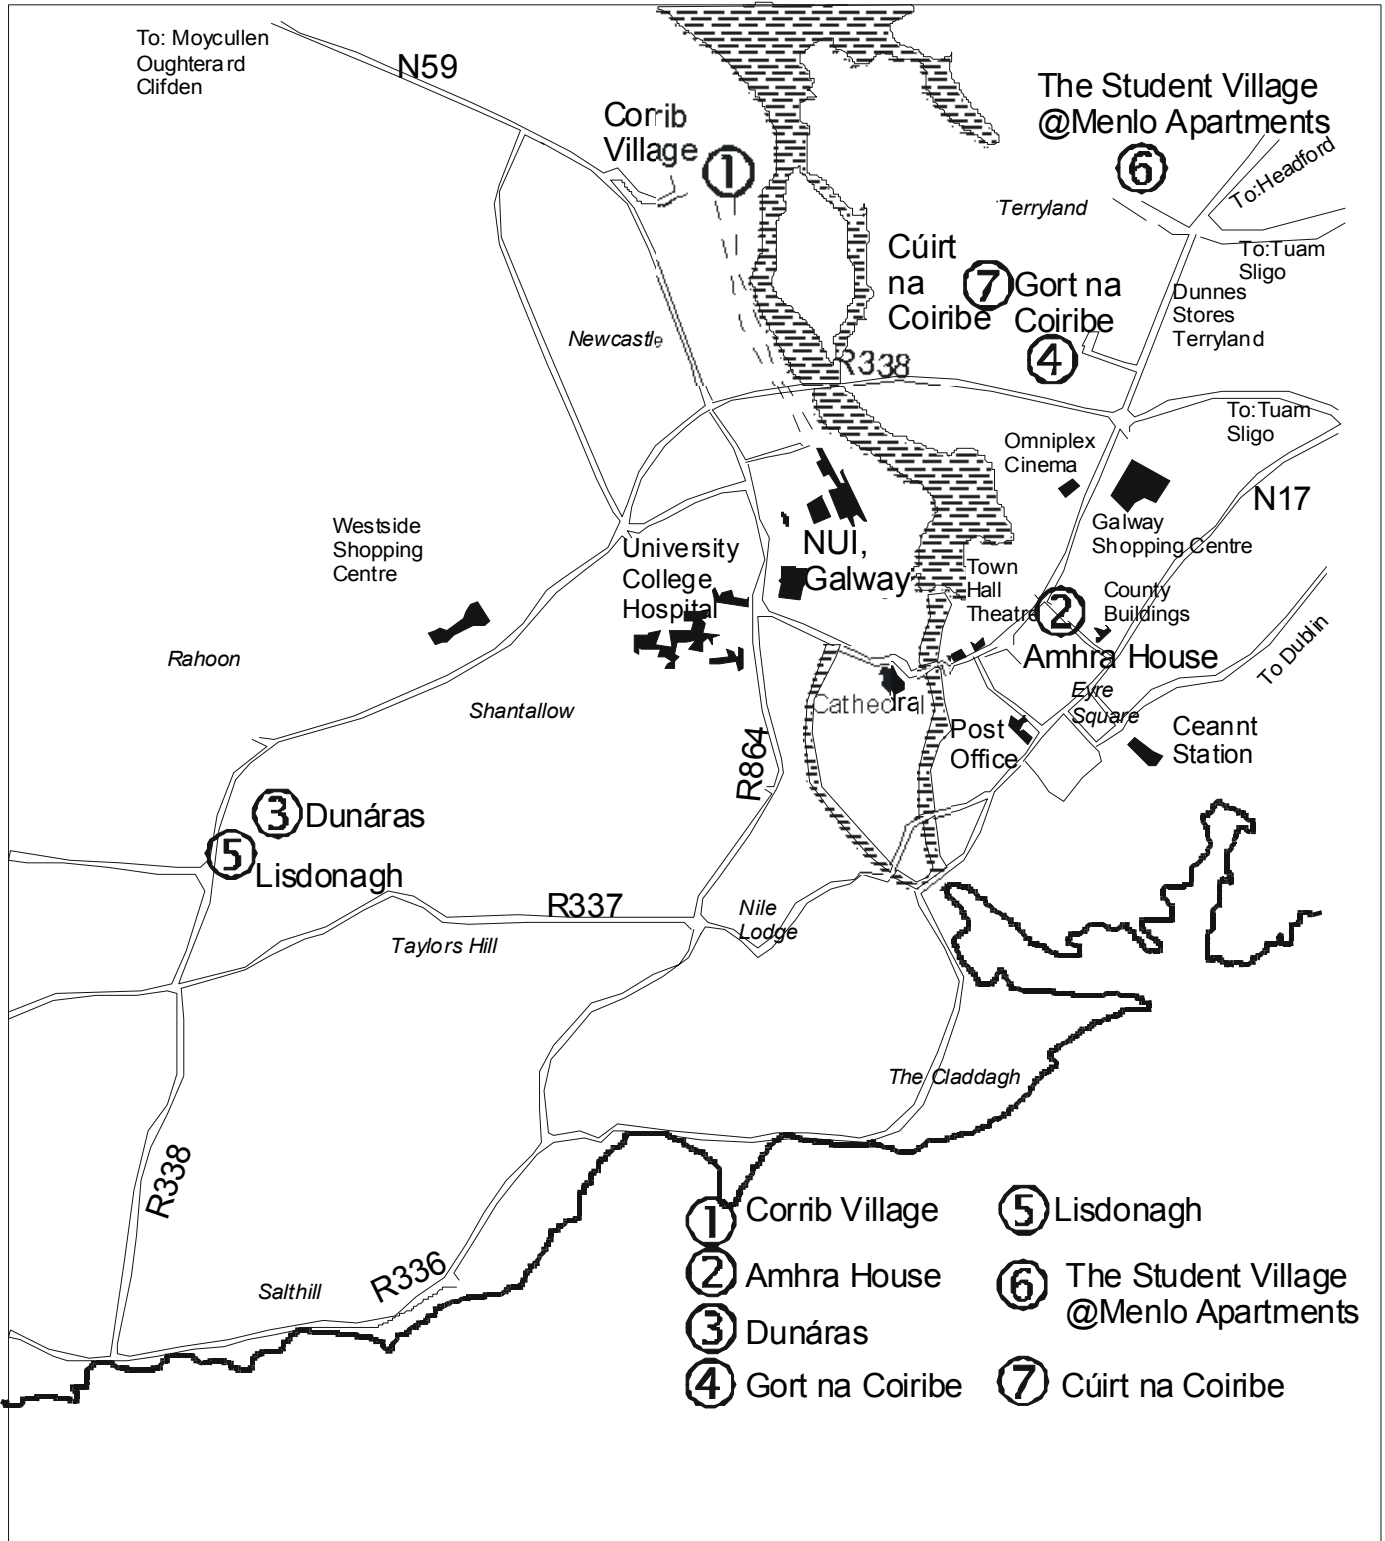 To: Moycullen
Oughterard
Clifden
N59
Corrib
Village
1
The Student Village
@Menlo Apartments
6
To:Headford
Terryland
To:Tuam
Sligo
Cúirt
na
Coiribe
7
Gort na
Coiribe
4
Dunnes
Stores
Terryland
Newcastle
R338
To:Tuam
Sligo
Omniplex
Cinema
N17
Galway
Shopping Centre
Westside
Shopping
Centre
University
College
Hospital
NUI,
Galway
Town
Hall
Theatre
2
County
Buildings
Amhra House
To Dublin
Rahoon
Shantallow
Cathedral
Eyre
Square
Post
Office
Ceannt
Station
R864
3
Dunáras
5
Lisdonagh
R337
Nile
Lodge
Taylors Hill
The Claddagh
R338
R336
Salthill
1 Corrib Village
2 Amhra House
3 Dunáras
4 Gort na Coiribe
5 Lisdonagh
6 The Student Village
@Menlo Apartments
7 Cúirt na Coiribe